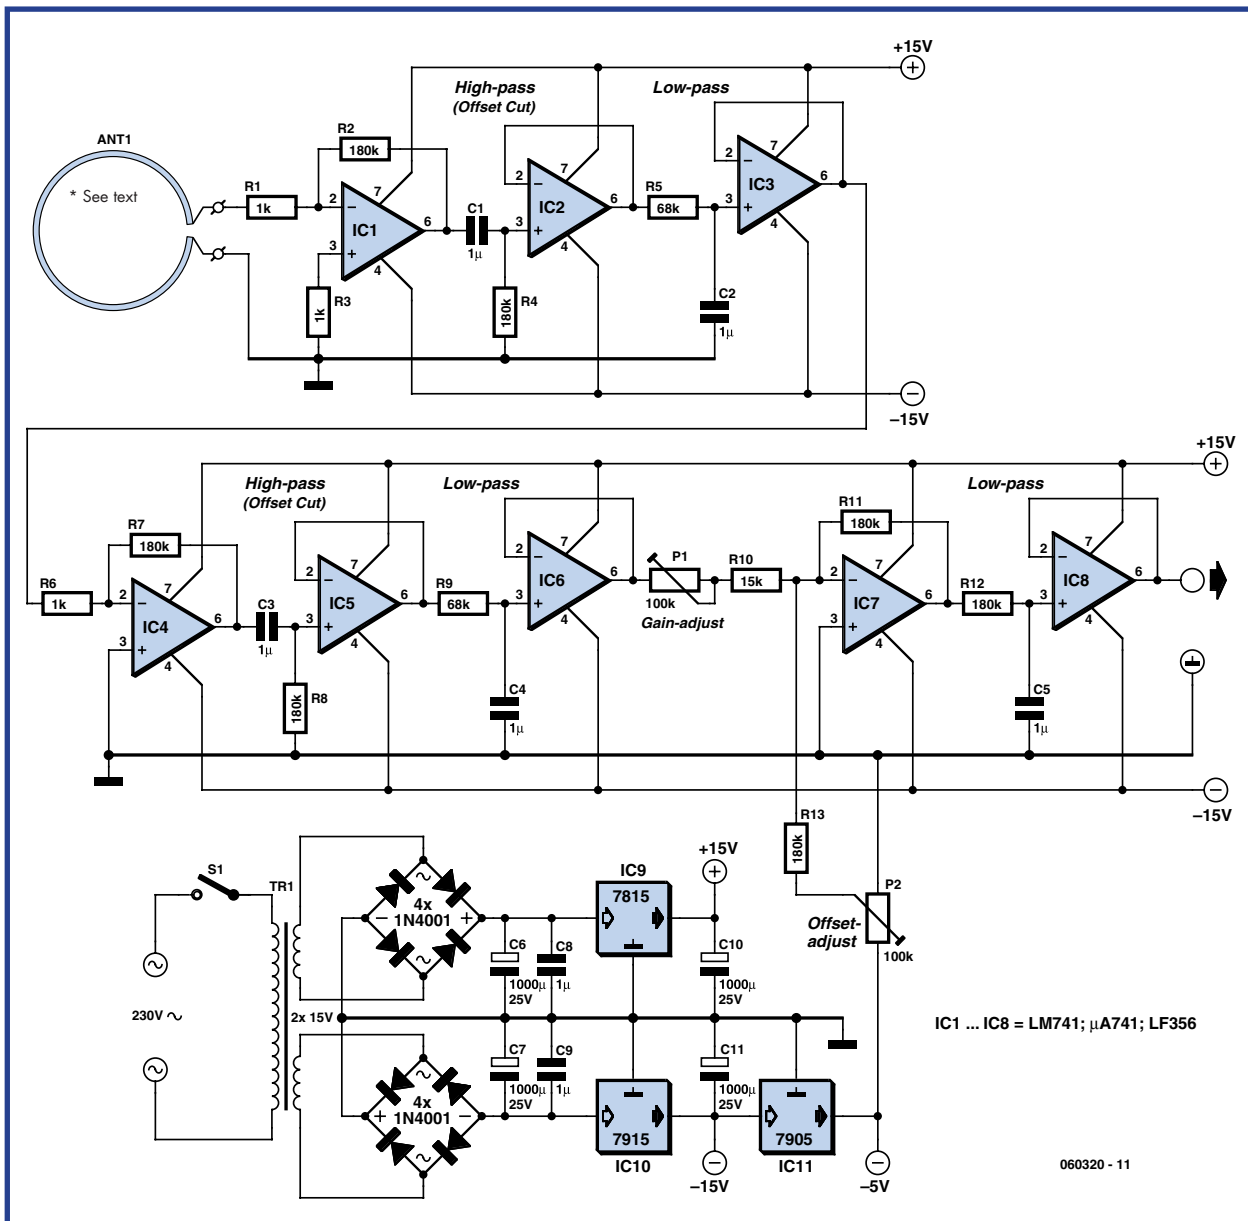 +15V
High-pass
(Offset Cut)
Low-pass
ANT1
* See text
R1
1k
R2
180k
2
3
7
6
4
IC1
R3
1k
C1
1µ
R4
180k
2
3
7
6
4
IC2
R5
68k
C2
1µ
2
3
7
6
4
IC3
–15V
+15V
High-pass
(Offset Cut)
Low-pass
Low-pass
R6
1k
R7
180k
2
3
7
6
4
IC4
C3
1µ
R8
180k
2
3
7
6
4
IC5
R9
68k
C4
1µ
2
3
7
6
4
IC6
P1
100k
Gain-adjust
R10
15k
R11
180k
2
3
7
6
4
IC7
R12
180k
C5
1µ
2
3
7
6
4
IC8
–15V
R13
180k
P2
100k
Offset-
adjust
S1
TR1
230V ~
2x 15V
4x
1N4001
4x
1N4001
C6
1000µ
25V
C8
1µ
IC9
7815
+15V
C10
1000µ
25V
C7
1000µ
25V
C9
1µ
7915
IC10
C11
1000µ
25V
–15V
7905
IC11
–5V
IC1 ... IC8 = LM741; µA741; LF356
060320 - 11